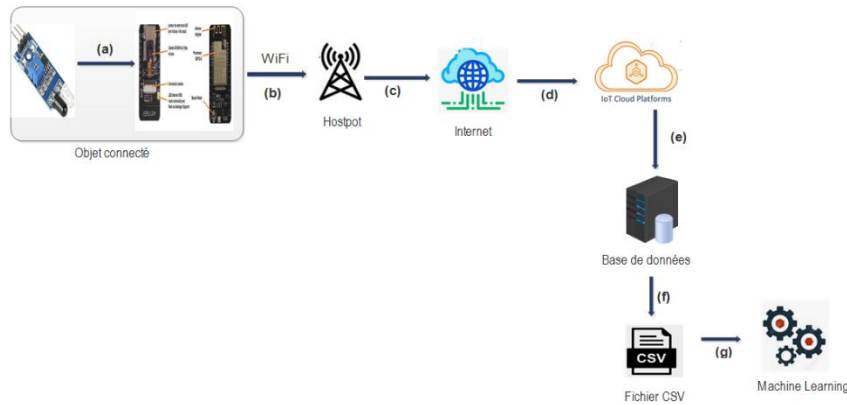 (a)
WiFi
(b)
(c)
(d)
Hostpot
Internet
IoT Cloud Platforms
Objet connecté
(e)
Base de données
(f)
CSV
(g)
Fichier CSV
Machine Learning